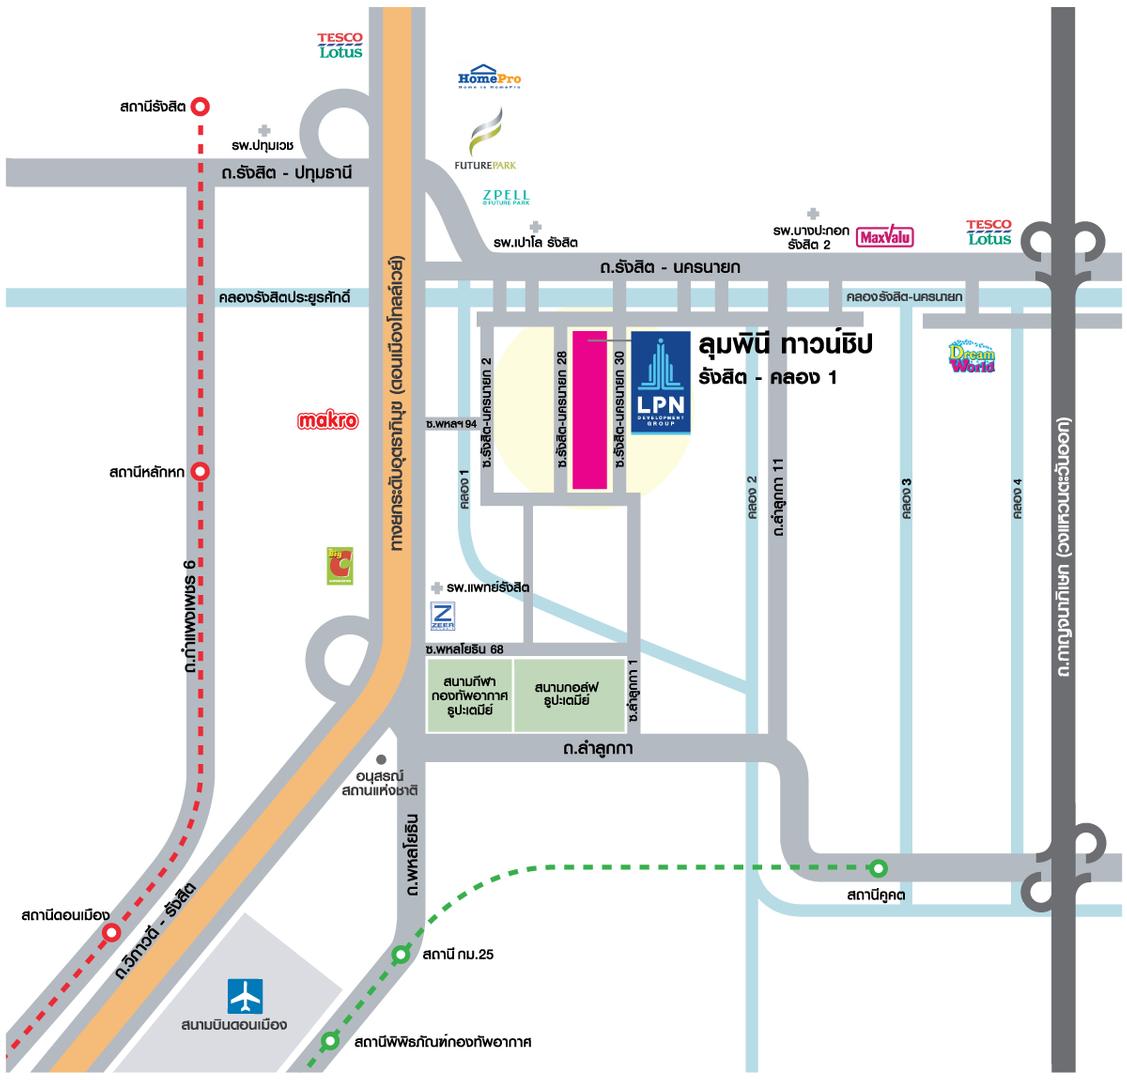 TESCO
Lotus
HomePro
Home is HomePro
สถานีรังสิต
รพ.ปทุมเวช
FUTUREPARK
ถ.รังสิต - ปทุมธานี
ZPELL
@FUTURE PARK
รพ.เปาโล รังสิต
รพ.บางปะกอก
รังสิต 2
MaxValu
TESCO
Lotus
ถ.รังสิต - นครนายก
คลองรังสิตประยูรศักดิ์
คลองรังสิต-นครนายก
ทางยกระดับอุตราภิมุข (ดอนเมืองโทลล์เวย์)
ลุมพินี ทาวน์ชิป
รังสิต - คลอง 1
LPN
DEVELOPMENT
GROUP
Dream
World
ซ.รังสิต-นครนายก 2
ซ.รังสิต-นครนายก 28
ซ.รังสิต-นครนายก 30
makro
ซ.พหลฯ 94
สถานีหลักหก
คลอง 1
คลอง 2
ถ.ลำลูกกา 11
คลอง 3
คลอง 4
ถ.กาญจนาภิเษก (วงแหวนตะวันออก)
Big
C
รพ.แพทย์รังสิต
Z
ZEER
ถ.กำแพงเพชร 6
ซ.พหลโยธิน 68
สนามกีฬา
กองทัพอากาศ
ธูปะเตมีย์
สนามกอล์ฟ
ธูปะเตมีย์
ซ.ลำลูกกา 1
ถ.ลำลูกกา
อนุสรณ์
สถานแห่งชาติ
ถ.พหลโยธิน
สถานีคูคต
สถานีดอนเมือง
ถ.วิภาวดี - รังสิต
สถานี กม.25
สนามบินดอนเมือง
สถานีพิพิธภัณฑ์กองทัพอากาศ